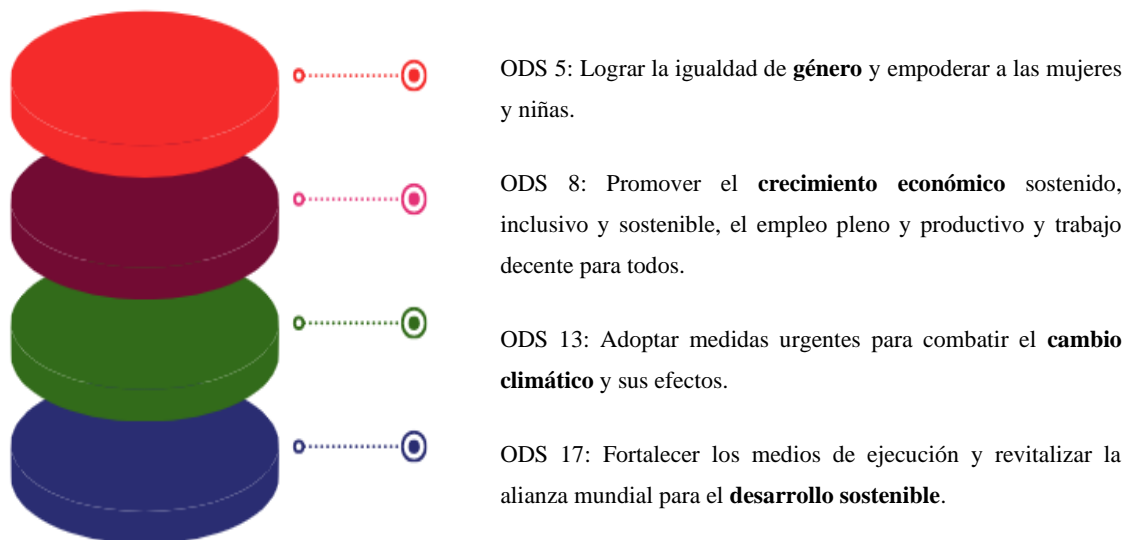 ODS 5: Lograr la igualdad de género y empoderar a las mujeres
y niñas.
ODS 8: Promover el crecimiento económico sostenido,
inclusivo y sostenible, el empleo pleno y productivo y trabajo
decente para todos.
ODS 13: Adoptar medidas urgentes para combatir el cambio
climático y sus efectos.
ODS 17: Fortalecer los medios de ejecución y revitalizar la
alianza mundial para el desarrollo sostenible.